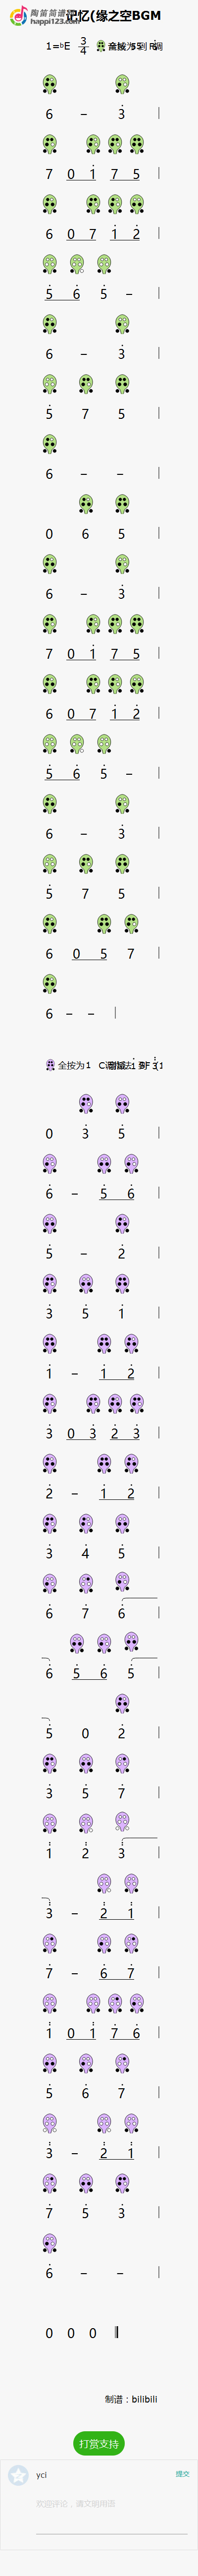 陶笛简谱网
happi123.com
记忆(缘之空BGM
1=♭E 3/4 全按为5
6 – 3̇ |
7 0 1̇ 7 5 |
6 0 7 1̇ 2̇ |
5̇ 6̇ 5̇ – |
6 – 3̇ |
5̇ 7 5 |
6 – – |
0 6 5 |
6 – 3̇ |
7 0 1̇ 7 5 |
6 0 7 1̇ 2̇ |
5̇ 6̇ 5̇ – |
6 – 3̇ |
5̇ 7 5 |
6 0 5 7 |
6 – – |
全按为1
0 3̇ 5̇ |
6̇ – 5̇ 6̇ |
5̇ – 2̇ |
3̇ 5̇ 1̇ |
1̇ – 1̇ 2̇ |
3̇ 0 3̇ 2̇ 3̇ |
2̇ – 1̇ 2̇ |
3̇ 4̇ 5̇ |
6̇ 7̇ 6̇ |
6̇ 5̇ 6̇ 5̇ |
5̇ 0 2̇ |
3̇ 5̇ 7̇ |
1̈ 2̈ 3̈ |
3̈ – 2̈ 1̈ |
7̇ – 6̇ 7̇ |
1̈ 0 1̈ 7̇ 6̇ |
5̇ 6̇ 7̇ |
3̈ – 2̈ 1̈ |
7̇ 5̇ 3̇ |
6̇ – – |
0 0 0 ‖
制谱：bilibili
打赏支持
yci 提交
欢迎评论，请文明用语